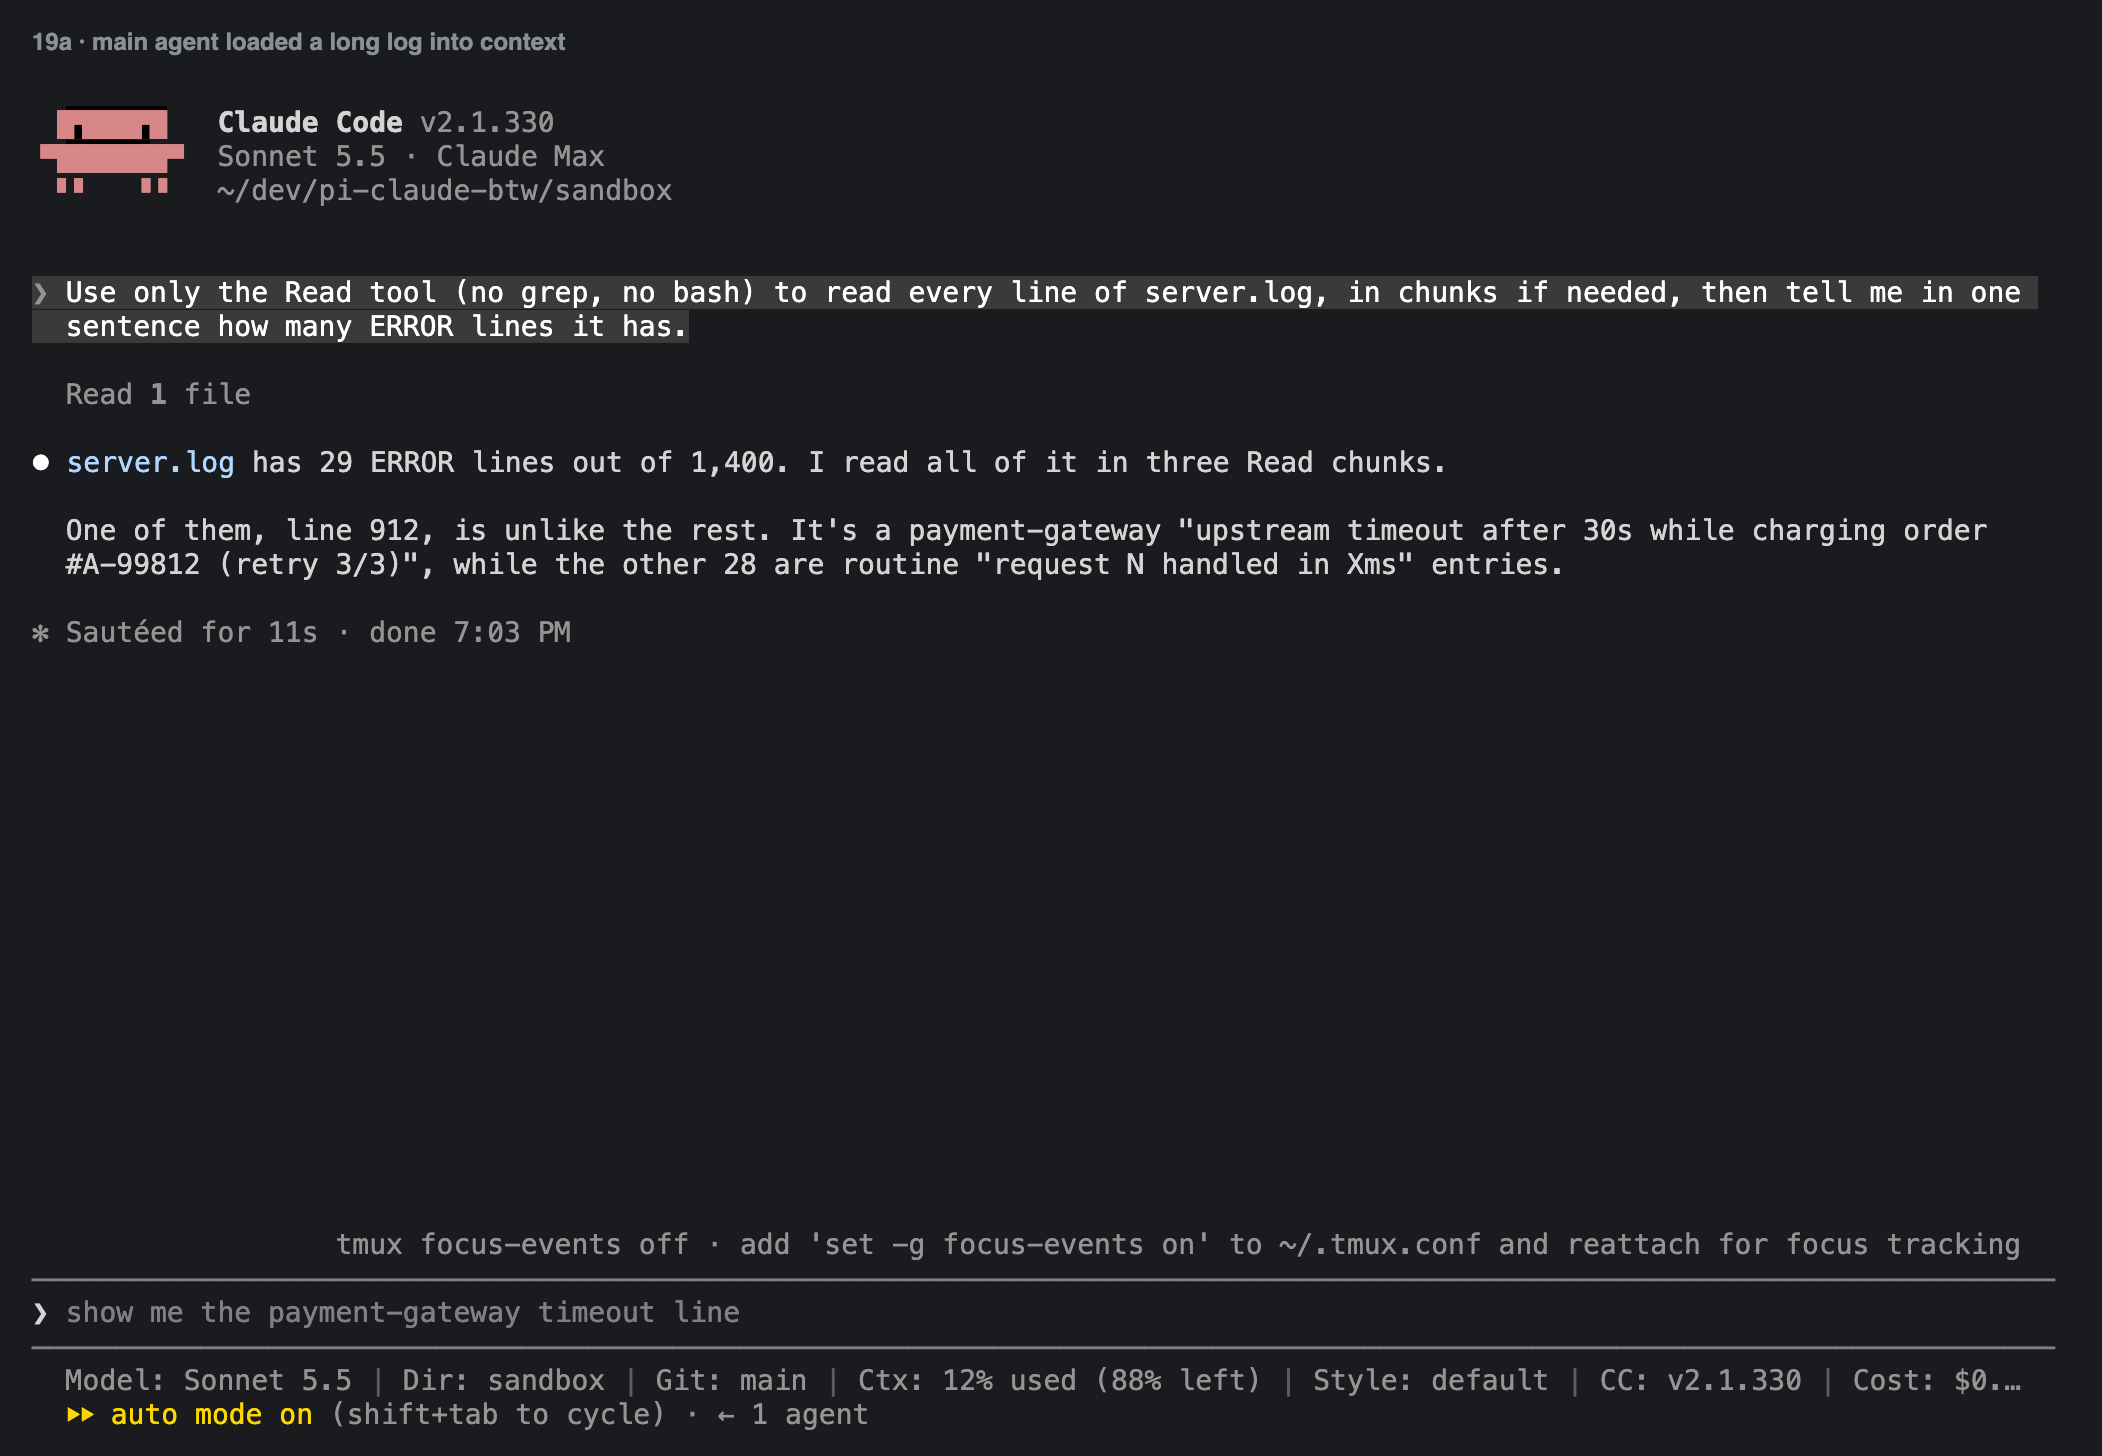 19a · main agent loaded a long log into context
Claude Code v2.1.330
Sonnet 5.5 · Claude Max
~/dev/pi-claude-btw/sandbox
❯ Use only the Read tool (no grep, no bash) to read every line of server.log, in chunks if needed, then tell me in one
sentence how many ERROR lines it has.
Read 1 file
● server.log has 29 ERROR lines out of 1,400. I read all of it in three Read chunks.
One of them, line 912, is unlike the rest. It's a payment-gateway "upstream timeout after 30s while charging order
#A-99812 (retry 3/3)", while the other 28 are routine "request N handled in Xms" entries.
✻ Sautéed for 11s · done 7:03 PM
tmux focus-events off · add 'set -g focus-events on' to ~/.tmux.conf and reattach for focus tracking
❯ show me the payment-gateway timeout line
Model: Sonnet 5.5 | Dir: sandbox | Git: main | Ctx: 12% used (88% left) | Style: default | CC: v2.1.330 | Cost: $0.…
⏵⏵ auto mode on (shift+tab to cycle) · ← 1 agent